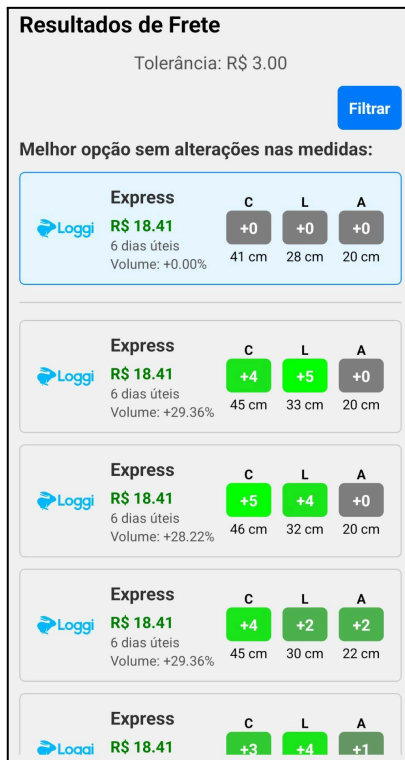 Resultados de Frete
Tolerância: R$ 3.00
Filtrar
Melhor opção sem alterações nas medidas:
Loggi
Express
R$ 18.41
6 dias úteis
Volume: +0.00%
C L A
+0 +0 +0
41 cm 28 cm 20 cm
Loggi
Express
R$ 18.41
6 dias úteis
Volume: +29.36%
C L A
+4 +5 +0
45 cm 33 cm 20 cm
Loggi
Express
R$ 18.41
6 dias úteis
Volume: +28.22%
C L A
+5 +4 +0
46 cm 32 cm 20 cm
Loggi
Express
R$ 18.41
6 dias úteis
Volume: +29.36%
C L A
+4 +2 +2
45 cm 30 cm 22 cm
Loggi
Express
R$ 18.41
C L A
+3 +4 +1